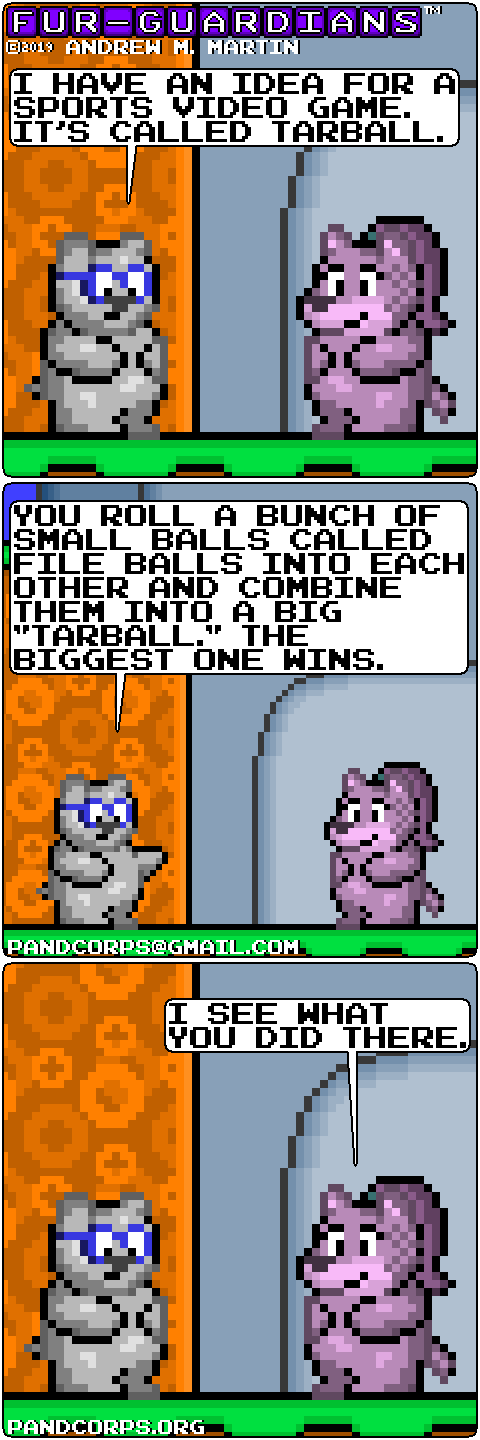 FUR-GUARDIANS™
©2019 ANDREW M. MARTIN
I HAVE AN IDEA FOR A
SPORTS VIDEO GAME.
IT'S CALLED TARBALL.
YOU ROLL A BUNCH OF
SMALL BALLS CALLED
FILE BALLS INTO EACH
OTHER AND COMBINE
THEM INTO A BIG
"TARBALL." THE
BIGGEST ONE WINS.
PANDCORPS@GMAIL.COM
I SEE WHAT
YOU DID THERE.
PANDCORPS.ORG